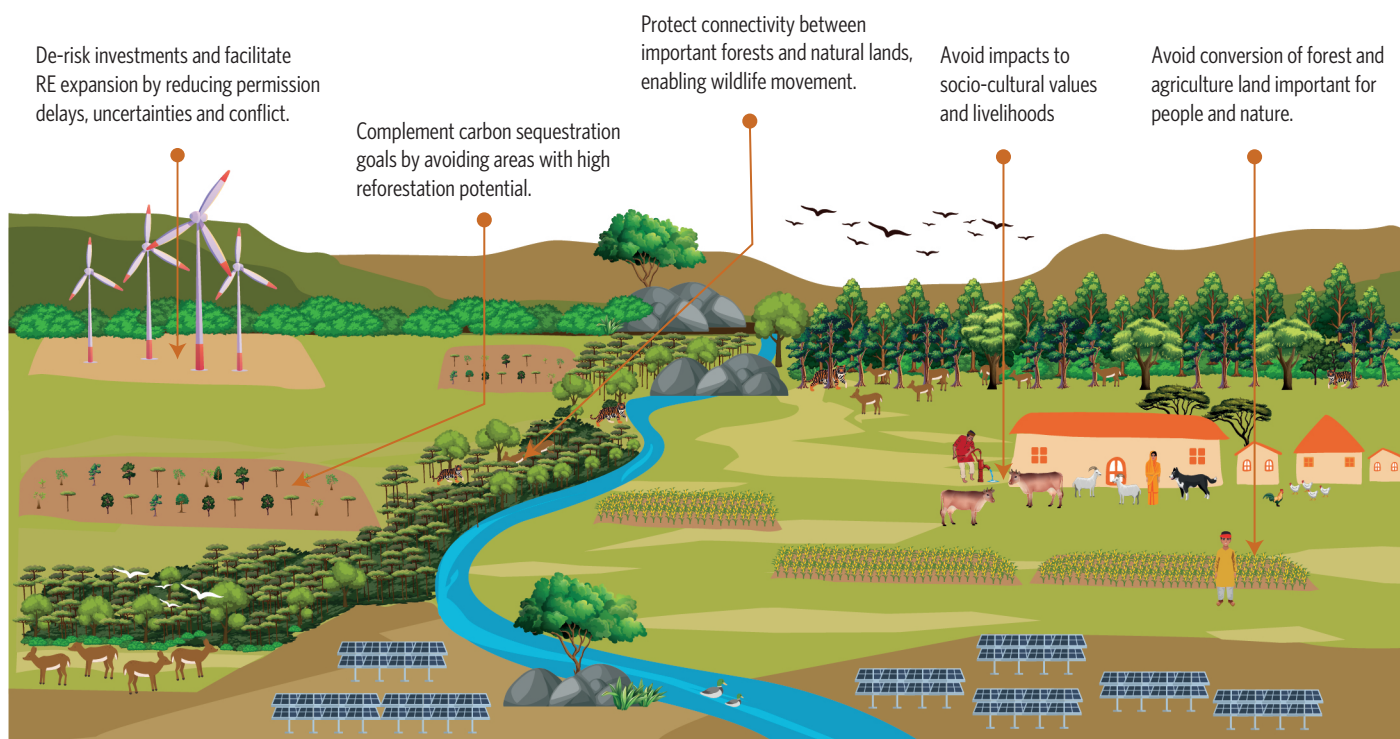 De-risk investments and facilitate
RE expansion by reducing permission
delays, uncertainties and conflict.
Complement carbon sequestration
goals by avoiding areas with high
reforestation potential.
Protect connectivity between
important forests and natural lands,
enabling wildlife movement.
Avoid impacts to
socio-cultural values
and livelihoods
Avoid conversion of forest and
agriculture land important for
people and nature.